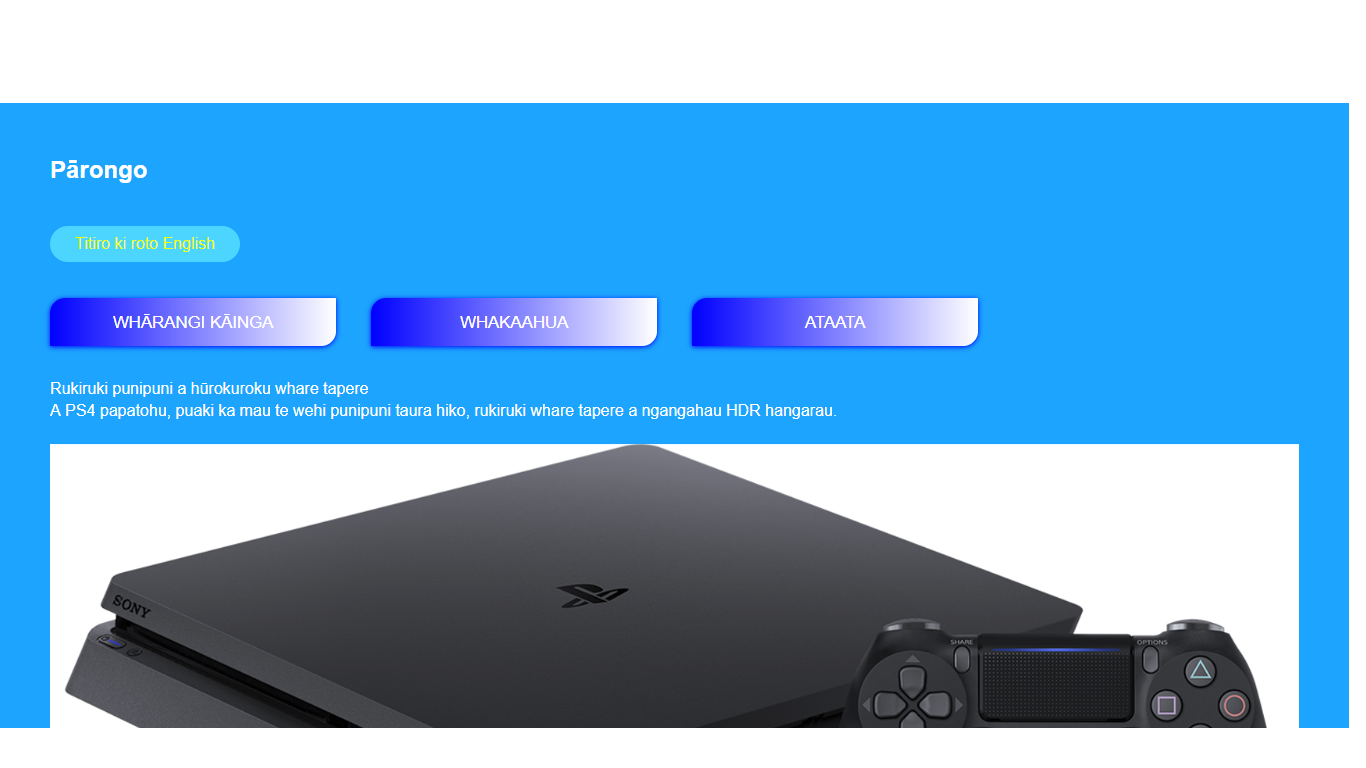 Pārongo
Titiro ki roto English
WHĀRANGI KĀINGA
WHAKAAHUA
ATAATA
Rukiruki punipuni a hūrokuroku whare tapere
A PS4 papatohu, puaki ka mau te wehi punipuni taura hiko, rukiruki whare tapere a ngangahau HDR hangarau.
SONY
SHARE
OPTIONS